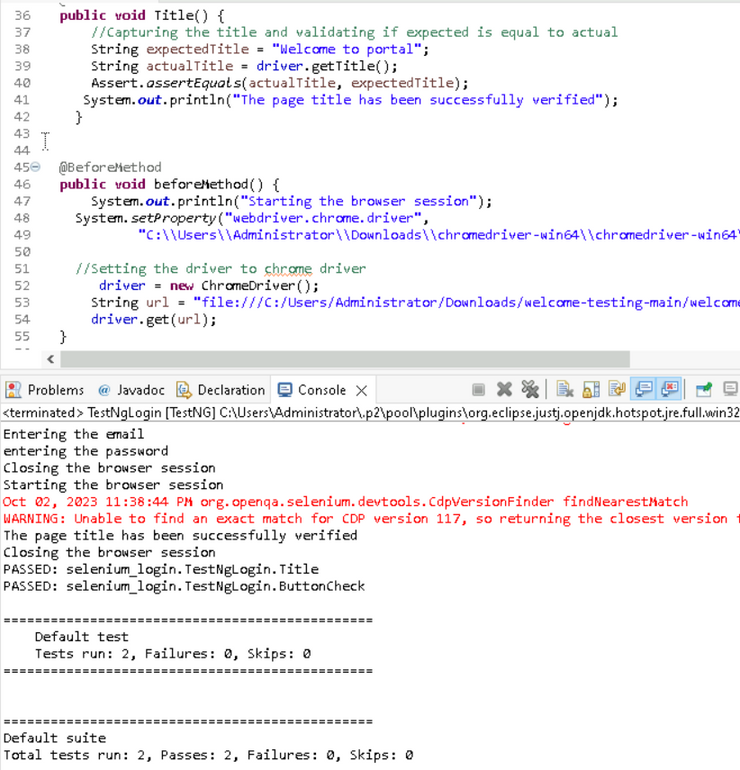 36 public void Title() {
37 //Capturing the title and validating if expected is equal to actual
38 String expectedTitle = "Welcome to portal";
39 String actualTitle = driver.getTitle();
40 Assert.assertEquals(actualTitle, expectedTitle);
41 System.out.println("The page title has been successfully verified");
42 }
43
44
45 @BeforeMethod
46 public void beforeMethod() {
47 System.out.println("Starting the browser session");
48 System.setProperty("webdriver.chrome.driver",
49 "C:\\Users\\Administrator\\Downloads\\chromedriver-win64\\chromedriver-win64\
50
51 //Setting the driver to chrome driver
52 driver = new ChromeDriver();
53 String url = "file:///C:/Users/Administrator/Downloads/welcome-testing-main/welcome
54 driver.get(url);
55 }
Problems @ Javadoc Declaration Console
<terminated> TestNgLogin [TestNG] C:\Users\Administrator\.p2\pool\plugins\org.eclipse.justj.openjdk.hotspot.jre.full.win32
Entering the email
entering the password
Closing the browser session
Starting the browser session
Oct 02, 2023 11:38:44 PM org.openqa.selenium.devtools.CdpVersionFinder findNearestMatch
WARNING: Unable to find an exact match for CDP version 117, so returning the closest version
The page title has been successfully verified
Closing the browser session
PASSED: selenium_login.TestNgLogin.Title
PASSED: selenium_login.TestNgLogin.ButtonCheck
===============================================
Default test
Tests run: 2, Failures: 0, Skips: 0
===============================================
===============================================
Default suite
Total tests run: 2, Passes: 2, Failures: 0, Skips: 0